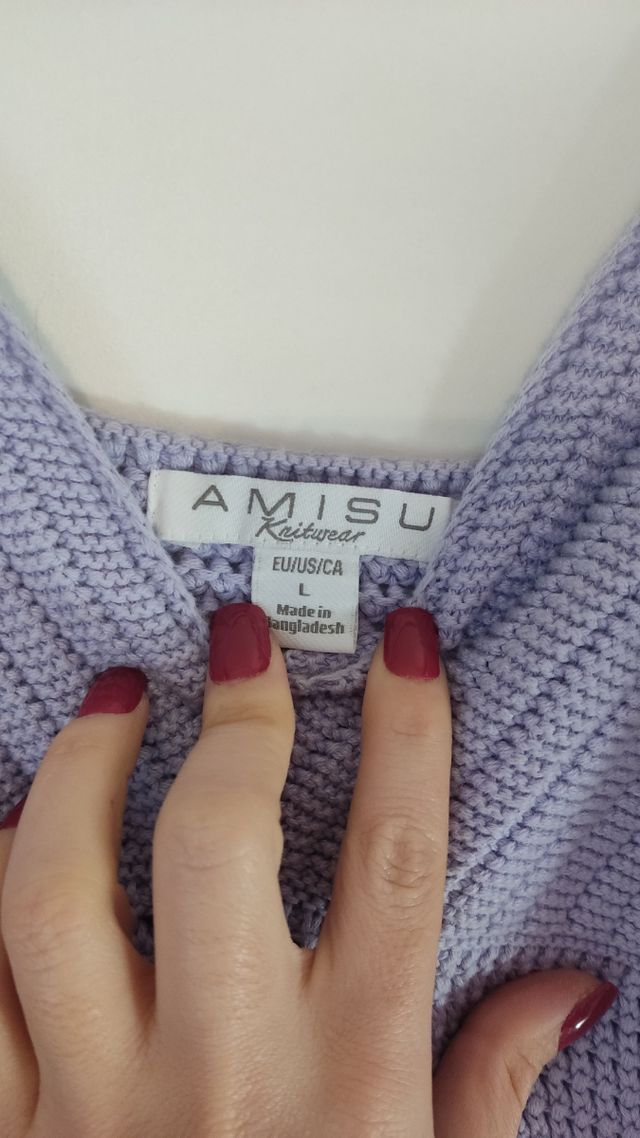 AMISU
Knitwear
EU/US/CA
L
Made in
Bangladesh